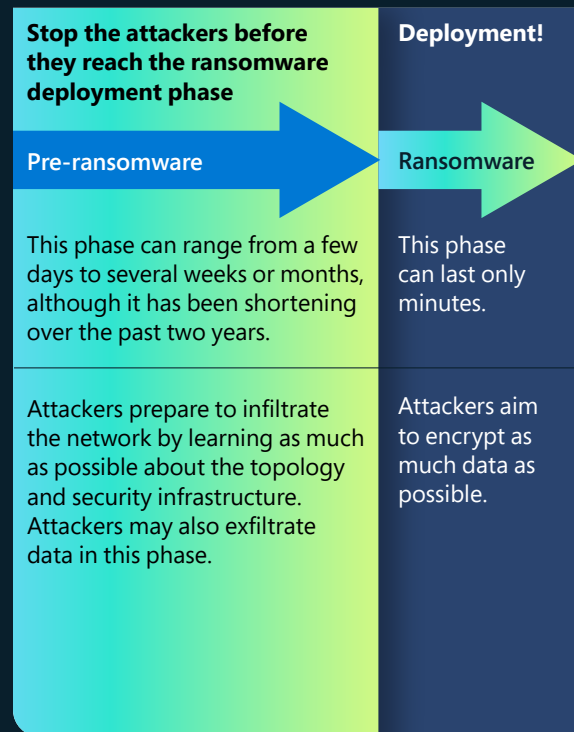 Stop the attackers before
they reach the ransomware
deployment phase
Pre-ransomware
This phase can range from a few
days to several weeks or months,
although it has been shortening
over the past two years.
Attackers prepare to infiltrate
the network by learning as much
as possible about the topology
and security infrastructure.
Attackers may also exfiltrate
data in this phase.
Deployment!
Ransomware
This phase
can last only
minutes.
Attackers aim
to encrypt as
much data as
possible.